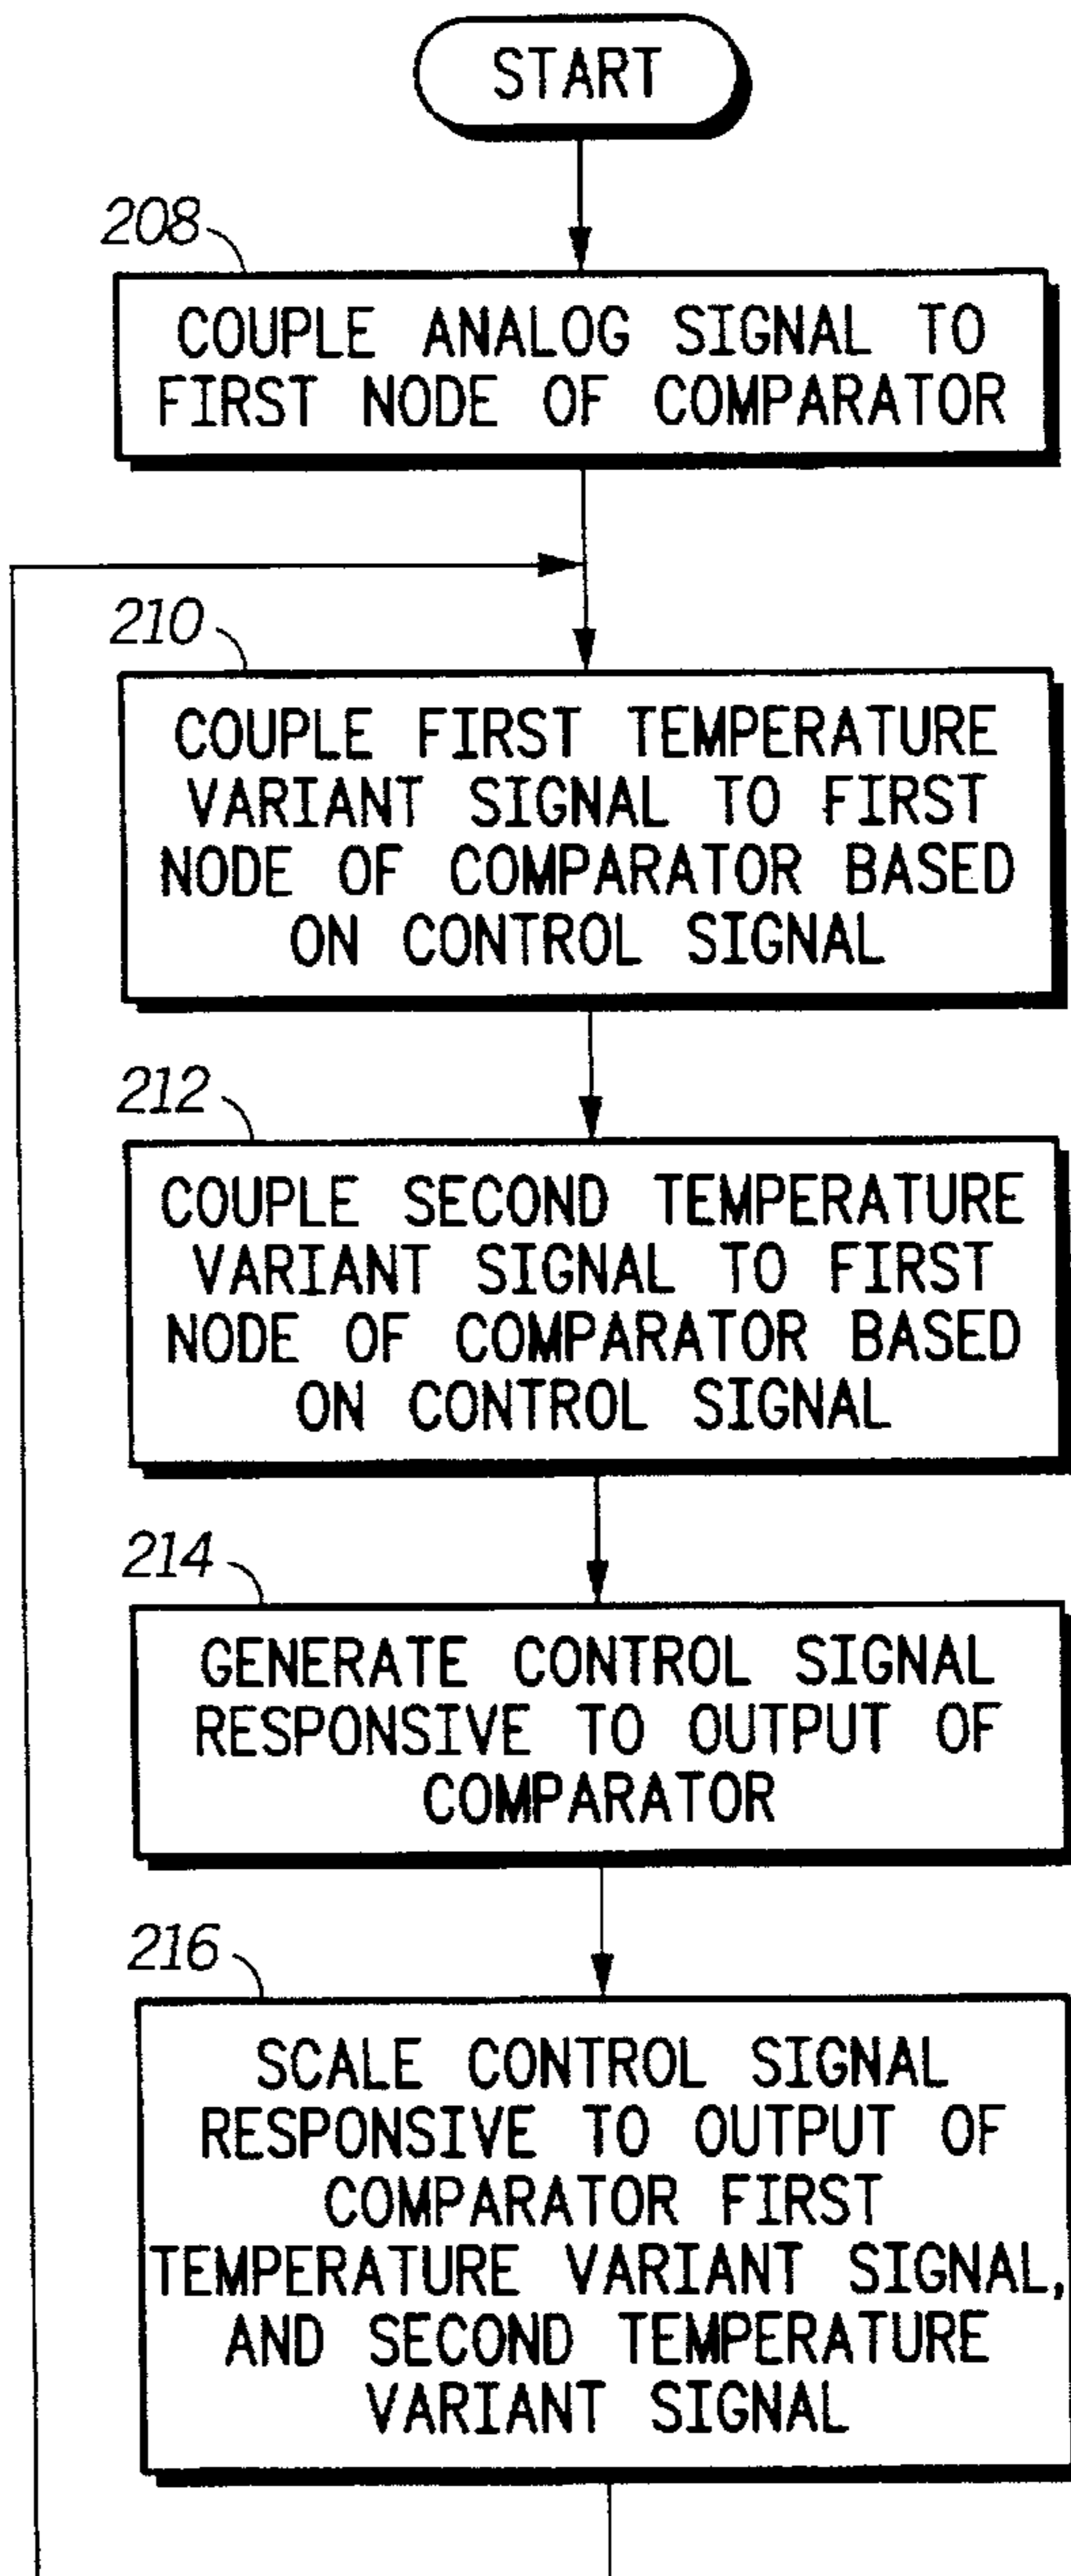 START
208
COUPLE ANALOG SIGNAL TO
FIRST NODE OF COMPARATOR
210
COUPLE FIRST TEMPERATURE
VARIANT SIGNAL TO FIRST
NODE OF COMPARATOR BASED
ON CONTROL SIGNAL
212
COUPLE SECOND TEMPERATURE
VARIANT SIGNAL TO FIRST
NODE OF COMPARATOR BASED
ON CONTROL SIGNAL
214
GENERATE CONTROL SIGNAL
RESPONSIVE TO OUTPUT OF
COMPARATOR
216
SCALE CONTROL SIGNAL
RESPONSIVE TO OUTPUT OF
COMPARATOR FIRST
TEMPERATURE VARIANT SIGNAL,
AND SECOND TEMPERATURE
VARIANT SIGNAL